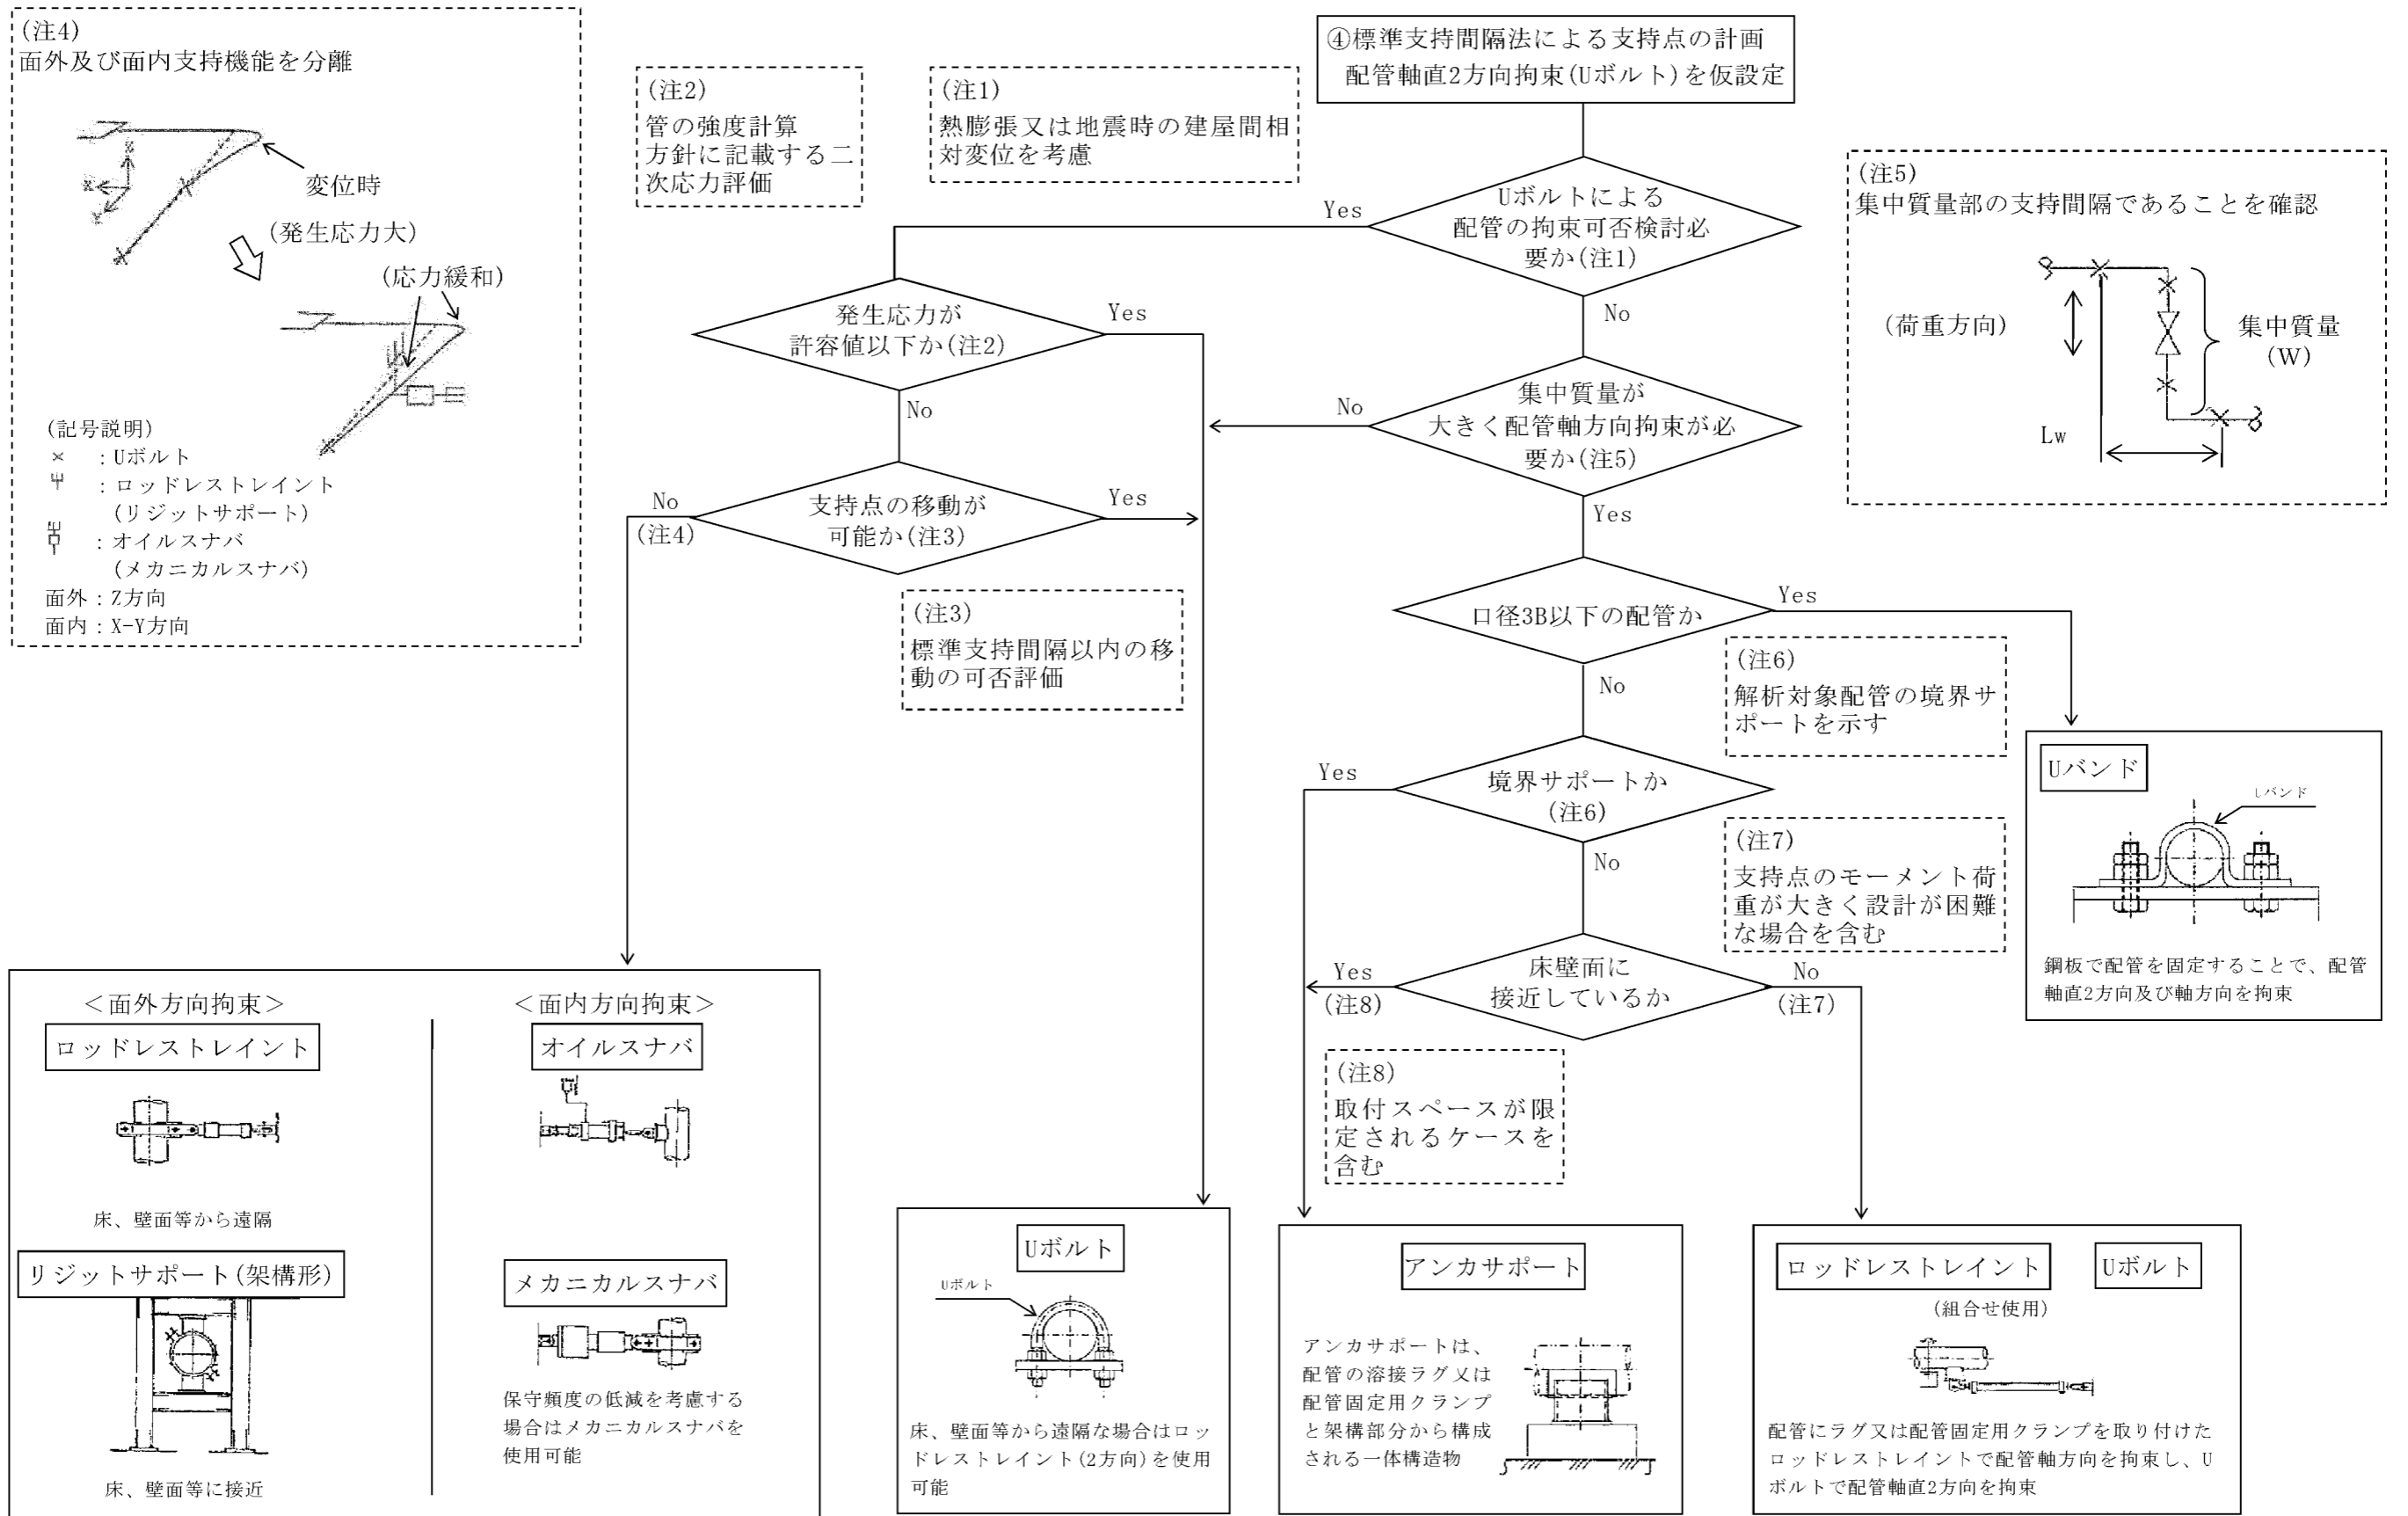 (注4)
面外及び面内支持機能を分離
変位時
(発生応力大)
(応力緩和)
(記号説明)
× :Uボルト
:ロッドレストレイント
(リジットサポート)
:オイルスナバ
(メカニカルスナバ)
面外:Z方向
面内:X-Y方向
(注2)
管の強度計算
方針に記載する二
次応力評価
(注1)
熱膨張又は地震時の建屋間相
対変位を考慮
④標準支持間隔法による支持点の計画
配管軸直2方向拘束(Uボルト)を仮設定
Uボルトによる
配管の拘束可否検討必
要か(注1)
Yes
No
(注5)
集中質量部の支持間隔であることを確認
(荷重方向)
集中質量
(W)
Lw
発生応力が
許容値以下か(注2)
Yes
No
集中質量が
大きく配管軸方向拘束が必
要か(注5)
No
Yes
支持点の移動が
可能か(注3)
No
(注4)
Yes
(注3)
標準支持間隔以内の移
動の可否評価
口径3B以下の配管か
Yes
No
(注6)
解析対象配管の境界サ
ポートを示す
境界サポートか
(注6)
Yes
No
(注7)
支持点のモーメント荷
重が大きく設計が困難
な場合を含む
Uバンド
鋼板で配管を固定することで、配管
軸直2方向及び軸方向を拘束
床壁面に
接近しているか
Yes
(注8)
No
(注7)
(注8)
取付スペースが限
定されるケースを
含む
<面外方向拘束>
ロッドレストレイント
床、壁面等から遠隔
リジットサポート(架構形)
床、壁面等に接近
<面内方向拘束>
オイルスナバ
メカニカルスナバ
保守頻度の低減を考慮する
場合はメカニカルスナバを
使用可能
Uボルト
Uボルト
床、壁面等から遠隔な場合はロッ
ドレストレイント(2方向)を使用
可能
アンカサポート
アンカサポートは、
配管の溶接ラグ又は
配管固定用クランプ
と架構部分から構成
される一体構造物
ロッドレストレイント Uボルト
(組合せ使用)
配管にラグ又は配管固定用クランプを取り付けた
ロッドレストレイントで配管軸方向を拘束し、U
ボルトで配管軸直2方向を拘束